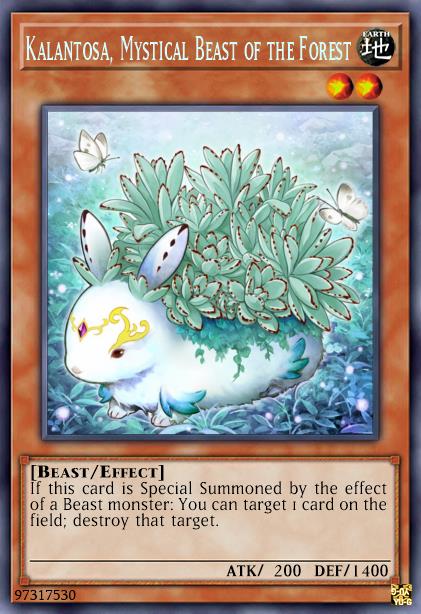 Kalantosa, Mystical Beast of the Forest
EARTH
地
[Beast/Effect]
If this card is Special Summoned by the effect
of a Beast monster: You can target 1 card on the
field; destroy that target.
ATK/ 200 DEF/1400
97317530